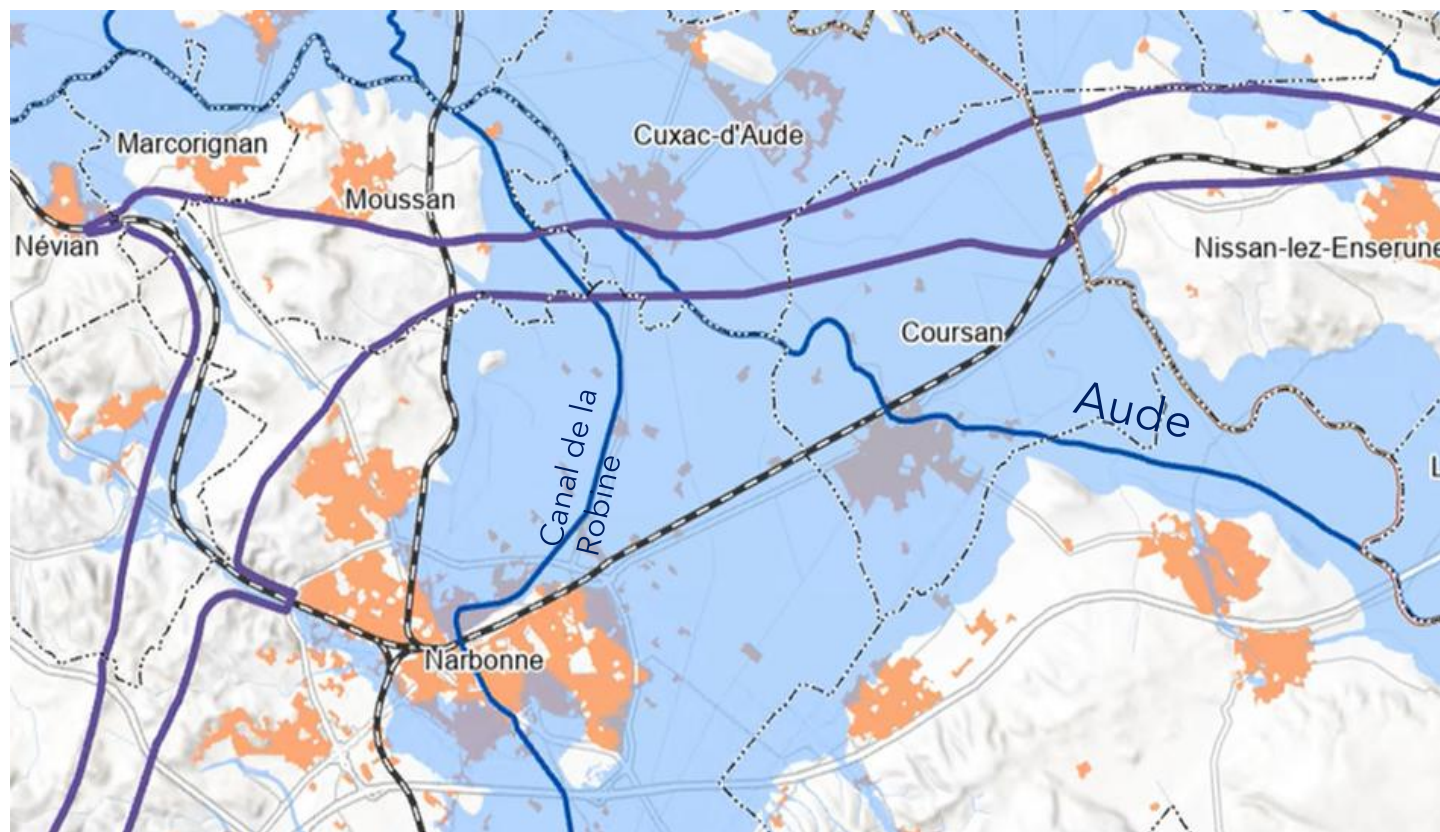 Cuxac-d'Aude
Marcorignan
Moussan
Névian
Nissan-lez-Enserune
Coursan
Aude
Canal de la
Robine
L
Narbonne